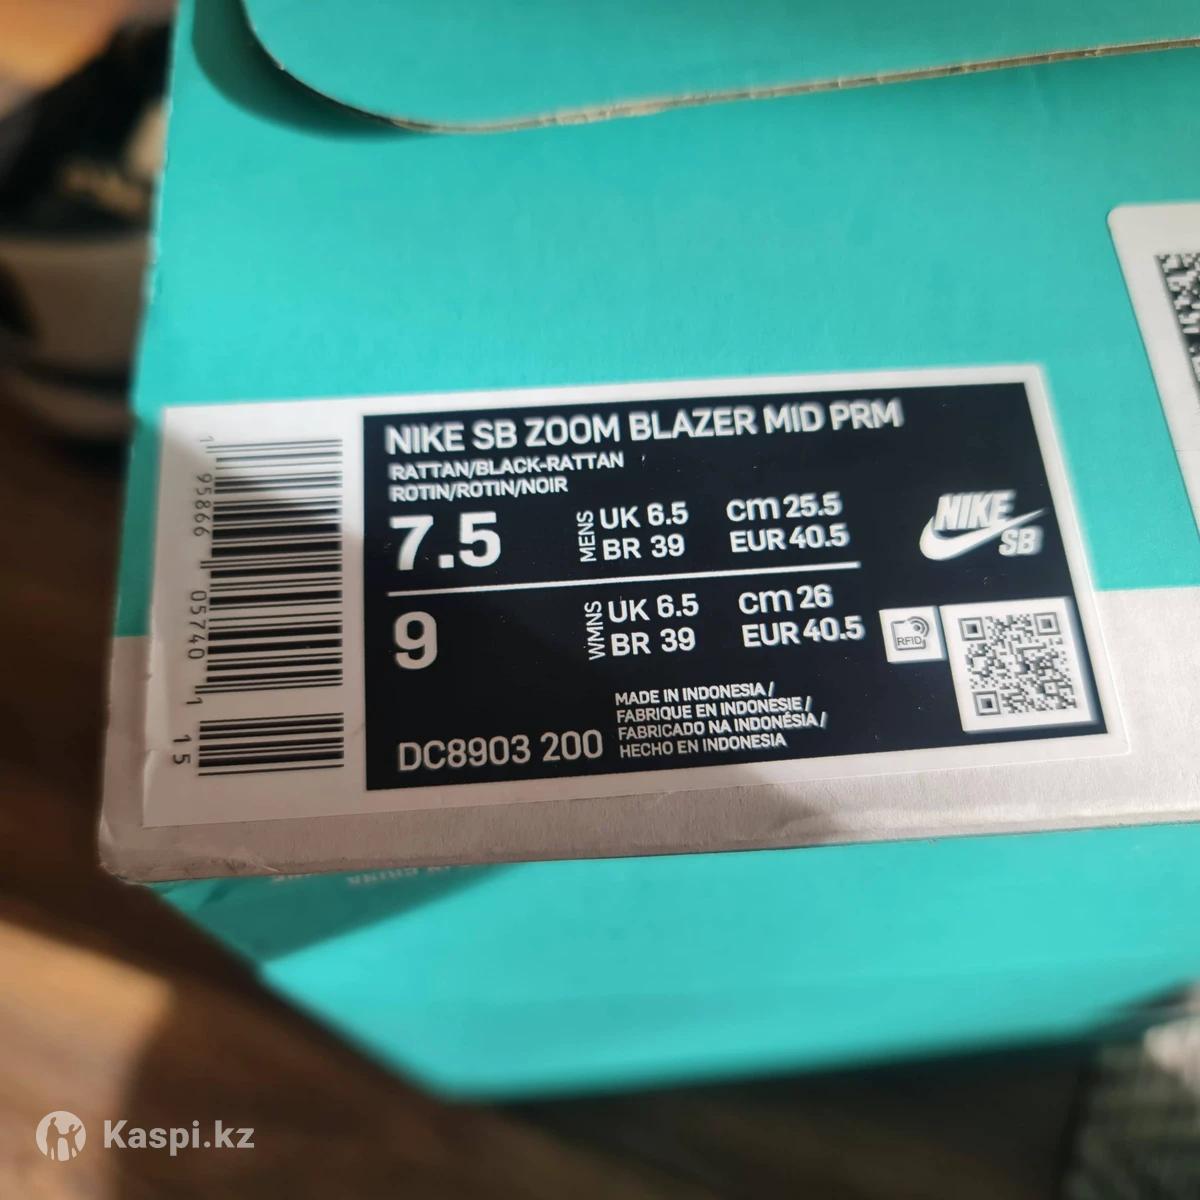 NIKE SB ZOOM BLAZER MID PRM
RATTAN/BLACK-RATTAN
ROTIN/ROTIN/NOIR
7.5 MENS UK 6.5 cm 25.5
BR 39 EUR 40.5
9 WMNS UK 6.5 cm 26
BR 39 EUR 40.5
NIKE
SB
RFID
MADE IN INDONESIA /
FABRIQUE EN INDONESIE /
FABRICADO NA INDONÉSIA /
HECHO EN INDONESIA
DC8903 200
1 95866 05740 1 15
Kaspi.kz